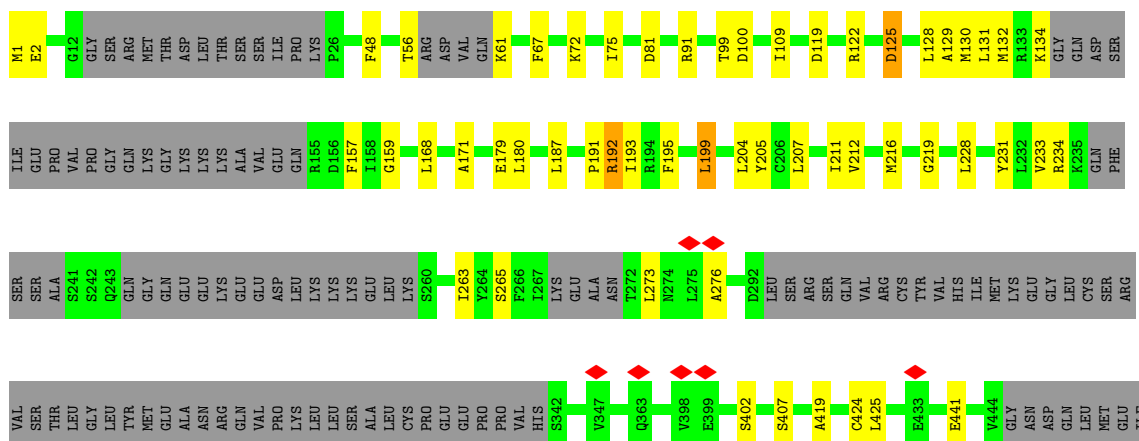 M1 E2 G12 GLY SER ARG MET THR ASP LEU THR SER SER ILE PRO LYS P26 F48 T56 ARG ASP VAL GLN K61 F67 K72 I75 D81 R91 T99 D100 I109 D119 R122 D125 L128 A129 M130 L131 M132 R133 K134 GLY GLN ASP SER
ILE GLU PRO VAL PRO GLY GLN LYS GLY LYS LYS LYS ALA VAL GLU GLN R155 D156 F157 I158 G159 L168 A171 E179 L180 L187 P191 R192 I193 R194 F195 L199 L204 Y205 C206 L207 I211 V212 M216 G219 L228 Y231 L232 V233 R234 K235 GLN PHE
SER SER ALA S241 S242 Q243 GLN GLY GLN GLU GLU LYS GLU GLU ASP LEU LYS LYS LYS GLU LEU LYS S260 I263 Y264 S265 F266 I267 LYS GLU ALA ASN T272 L273 N274 L275 A276 D292 LEU SER ARG SER GLN VAL ARG CYS TYR VAL HIS ILE MET LYS GLU GLY LEU CYS SER ARG
VAL SER THR LEU GLY LEU TYR MET GLU ALA ASN ARG GLN VAL PRO LYS LEU LEU SER ALA LEU CYS PRO GLU GLU PRO PRO VAL HIS S342 V347 Q363 V398 E399 S402 S407 A419 C424 L425 E433 E441 V444 GLY ASN ASP GLN LEU MET GLU